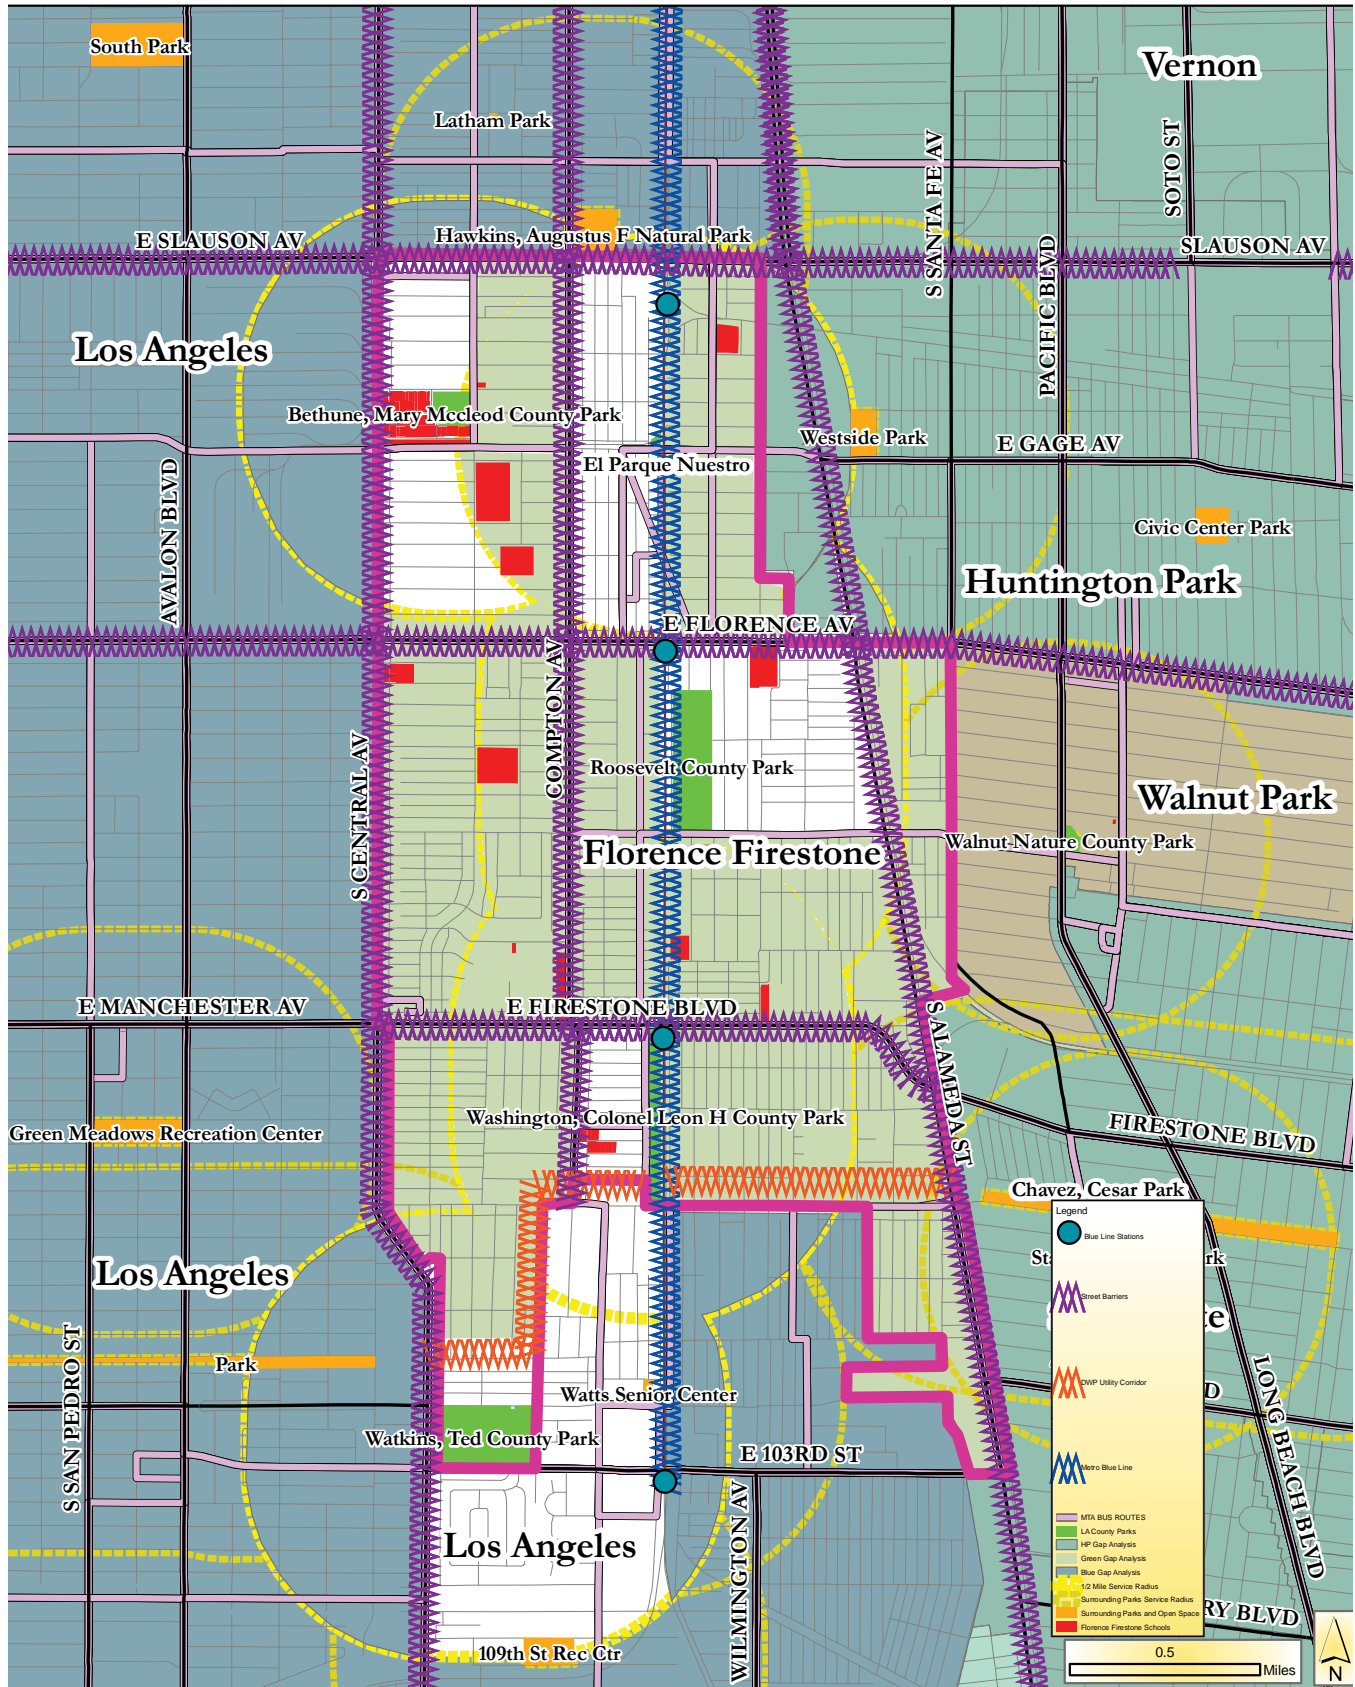 South Park
Vernon
Latham Park
S SANTA FE AV
SOTO ST
E SLAUSON AV
Hawkins, Augustus F Natural Park
SLAUSON AV
PACIFIC BLVD
Los Angeles
Bethune, Mary Mccleod County Park
Westside Park
E GAGE AV
El Parque Nuestro
AVALON BLVD
Civic Center Park
Huntington Park
E FLORENCE AV
COMPTON AV
S CENTRAL AV
Roosevelt County Park
Walnut Park
Walnut Nature County Park
Florence Firestone
E MANCHESTER AV
E FIRESTONE BLVD
S ALAMEDA ST
Washington, Colonel Leon H County Park
Green Meadows Recreation Center
FIRESTONE BLVD
Chavez, Cesar Park
Legend
Blue Line Stations
Street Barriers
DWP Utility Corridor
Metro Blue Line
MTA BUS ROUTES
LA County Parks
HP Gap Analysis
Green Gap Analysis
Blue Gap Analysis
1/2 Mile Service Radius
Surrounding Parks Service Radius
Surrounding Parks and Open Space
Florence Firestone Schools
Los Angeles
S SAN PEDRO ST
Park
LONG BEACH BLVD
Watts Senior Center
Watkins, Ted County Park
E 103RD ST
WILMINGTON AV
Los Angeles
RY BLVD
109th St Rec Ctr
0.5
Miles
N